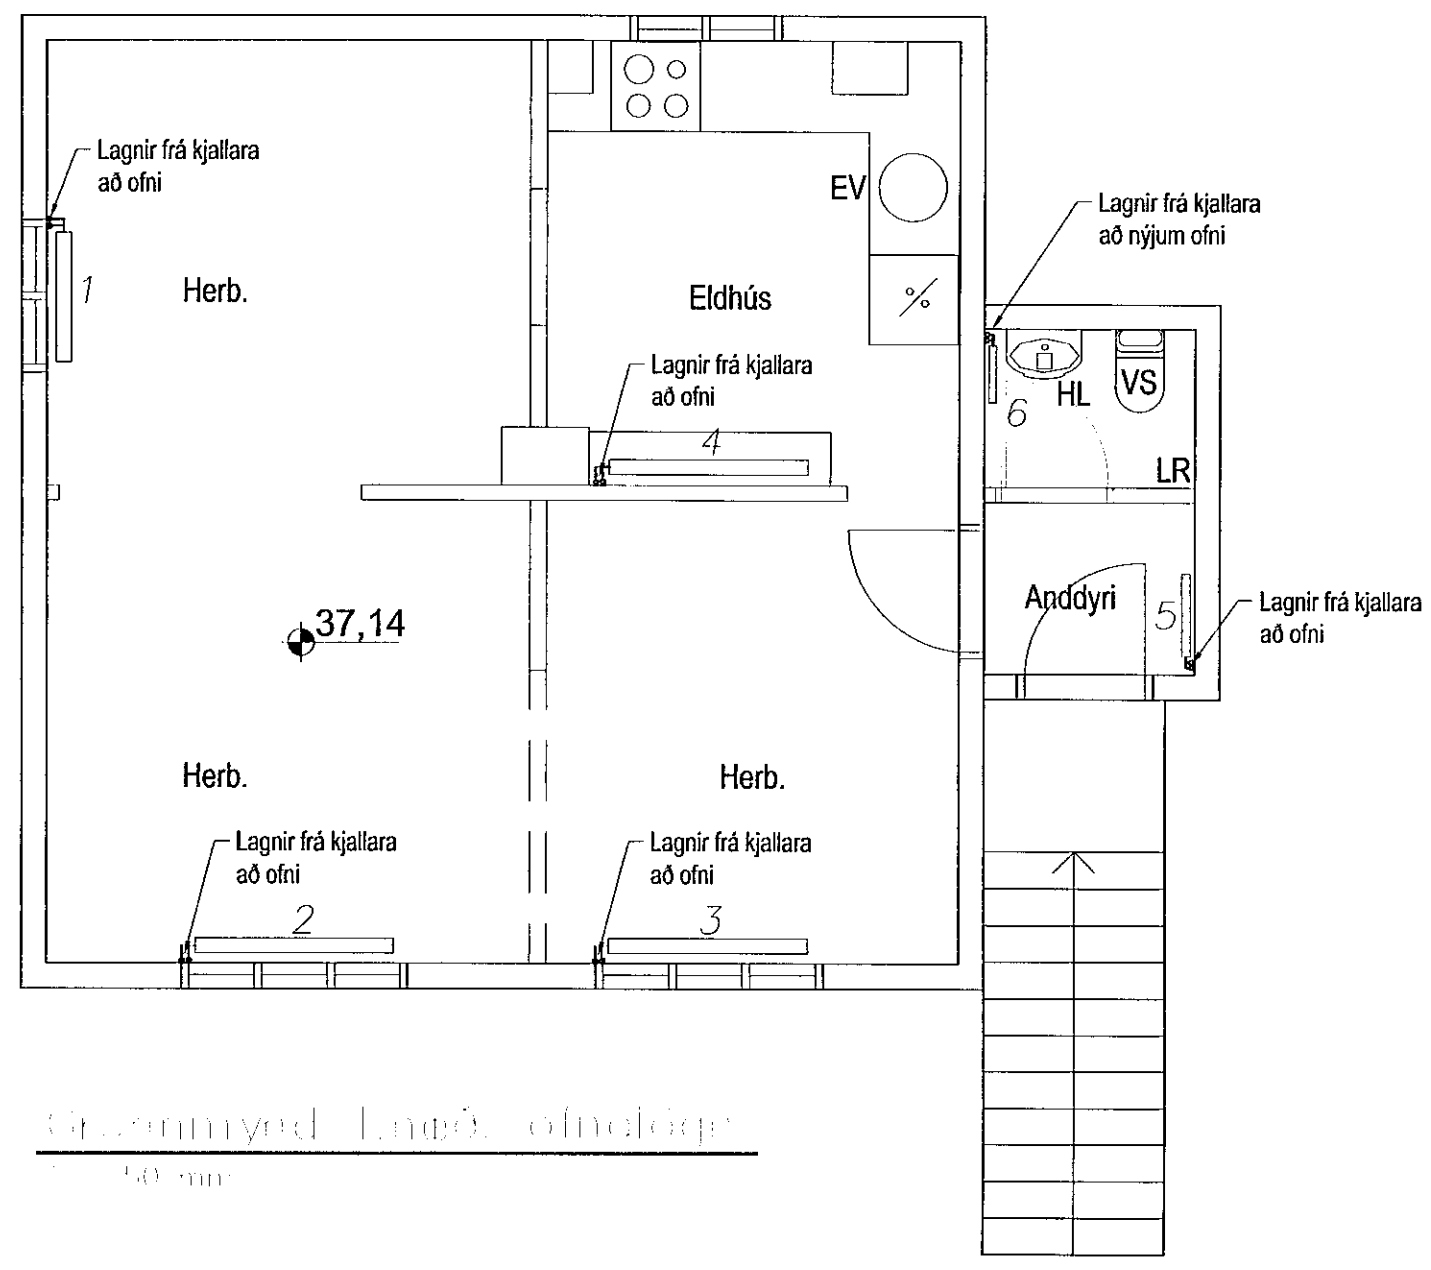 Lagnir frá kjallara
að ofni
1
Herb.
EV
Eldhús
Lagnir frá kjallara
að nýjum ofni
Lagnir frá kjallara
að ofni
4
6
HL
VS
LR
Anddyri
5
Lagnir frá kjallara
að ofni
37,14
Herb.
Herb.
Lagnir frá kjallara
að ofni
2
Lagnir frá kjallara
að ofni
3